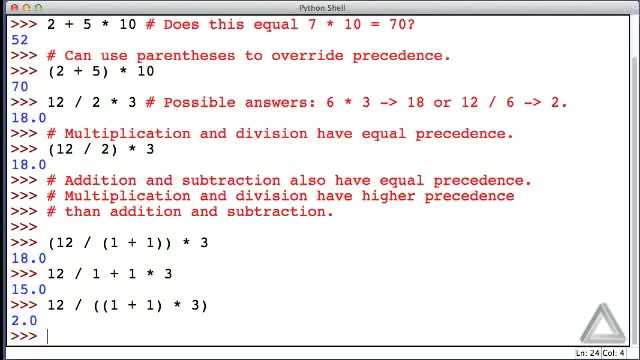 Python Shell
>>> 2 + 5 * 10 # Does this equal 7 * 10 = 70?
52
>>> # Can use parentheses to override precedence.
>>> (2 + 5) * 10
70
>>> 12 / 2 * 3 # Possible answers: 6 * 3 -> 18 or 12 / 6 -> 2.
18.0
>>> # Multiplication and division have equal precedence.
>>> (12 / 2) * 3
18.0
>>> # Addition and subtraction also have equal precedence.
>>> # Multiplication and division have higher precedence
>>> # than addition and subtraction.
>>>
>>> (12 / (1 + 1)) * 3
18.0
>>> 12 / 1 + 1 * 3
15.0
>>> 12 / ((1 + 1) * 3)
2.0
>>>
Ln: 24 Col: 4